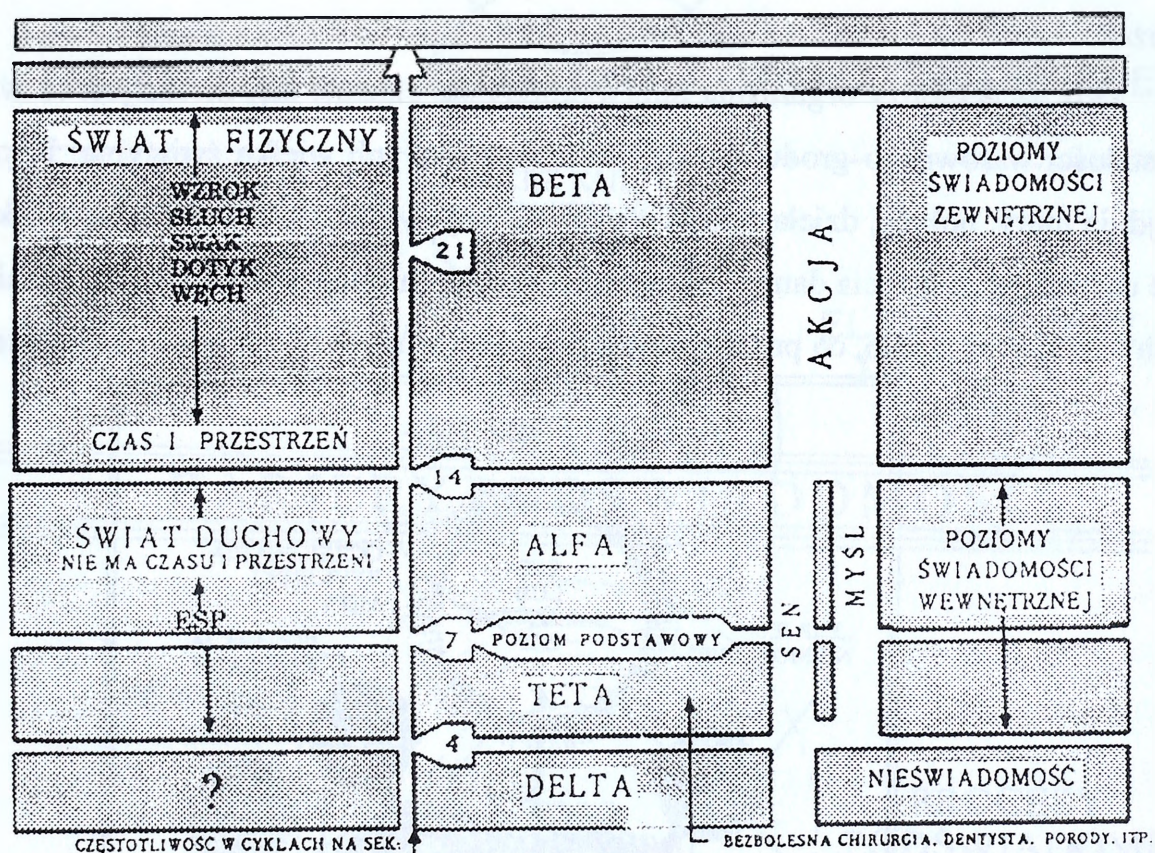 ŚWIAT FIZYCZNY
WZROK
SŁUCH
SMAK
DOTYK
WĘCH
CZAS I PRZESTRZEŃ
BETA
21
14
AKCJA
POZIOMY
ŚWIADOMOŚCI
ZEWNĘTRZNEJ
ŚWIAT DUCHOWY
NIE MA CZASU I PRZESTRZENI
ESP
ALFA
7
POZIOM PODSTAWOWY
TETA
4
SEN
MYŚL
POZIOMY
ŚWIADOMOŚCI
WEWNĘTRZNEJ
?
DELTA
NIEŚWIADOMOŚĆ
CZĘSTOTLIWOŚĆ W CYKLACH NA SEK:
BEZBOLESNA CHIRURGIA, DENTYSTA, PORODY, ITP.